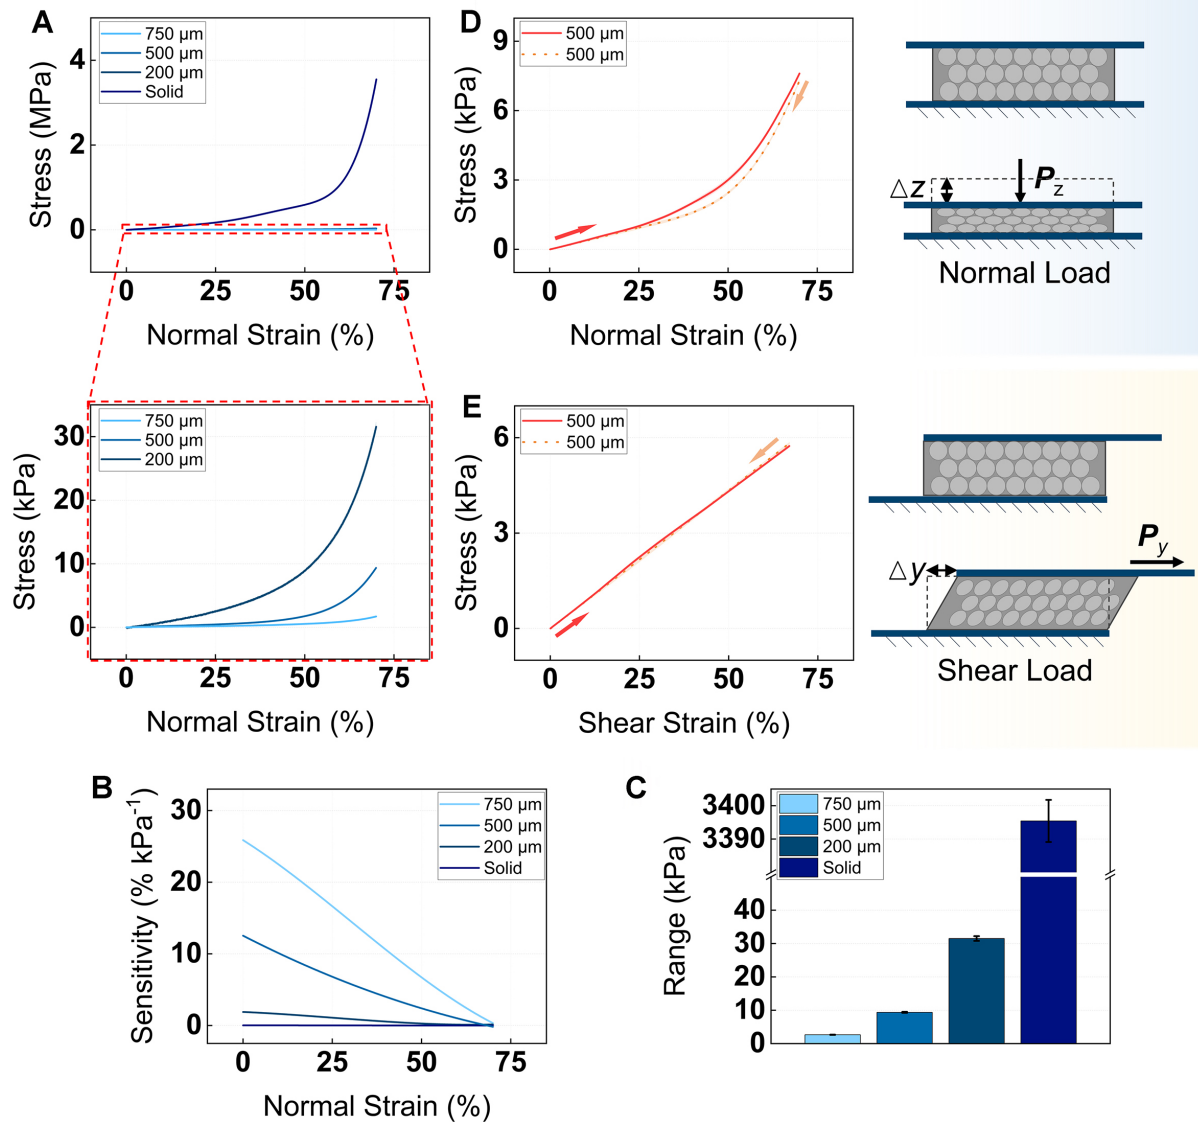 A
Stress (MPa)
4
2
0
750 µm
500 µm
200 µm
Solid
0 25 50 75
Normal Strain (%)
Stress (kPa)
30
20
10
0
750 µm
500 µm
200 µm
0 25 50 75
Normal Strain (%)
D
Stress (kPa)
9
6
3
0
500 µm
500 µm
0 25 50 75
Normal Strain (%)
△z
Pz
Normal Load
E
Stress (kPa)
6
3
0
500 µm
500 µm
0 25 50 75
Shear Strain (%)
△y
Py
Shear Load
B
Sensitivity (% kPa-1)
30
20
10
0
750 µm
500 µm
200 µm
Solid
0 25 50 75
Normal Strain (%)
C
Range (kPa)
3400
3390
40
30
20
10
0
750 µm
500 µm
200 µm
Solid